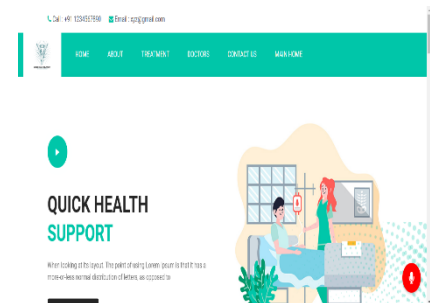 Call : +91 1234567890 Email : xyz@gmail.com
HOME ABOUT TREATMENT DOCTORS CONTACT US MAIN HOME
QUICK HEALTH
SUPPORT
When looking at its layout. The point of using Lorem Ipsum is that it has a
more-or-less normal distribution of letters, as opposed to